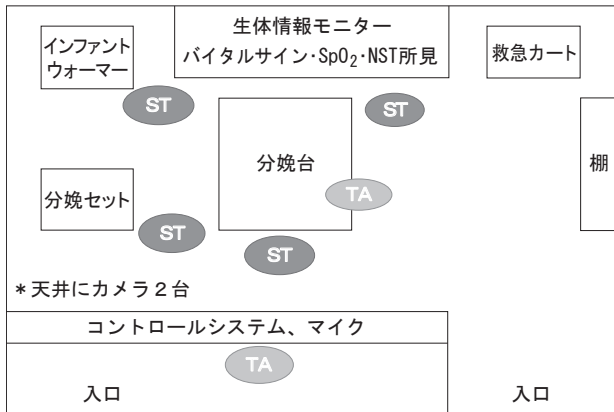 生体情報モニター
バイタルサイン・SpO2・NST所見
インファント
ウォーマー
救急カート
ST
ST
分娩台
棚
TA
分娩セット
ST
ST
*天井にカメラ2台
コントロールシステム、マイク
TA
入口
入口